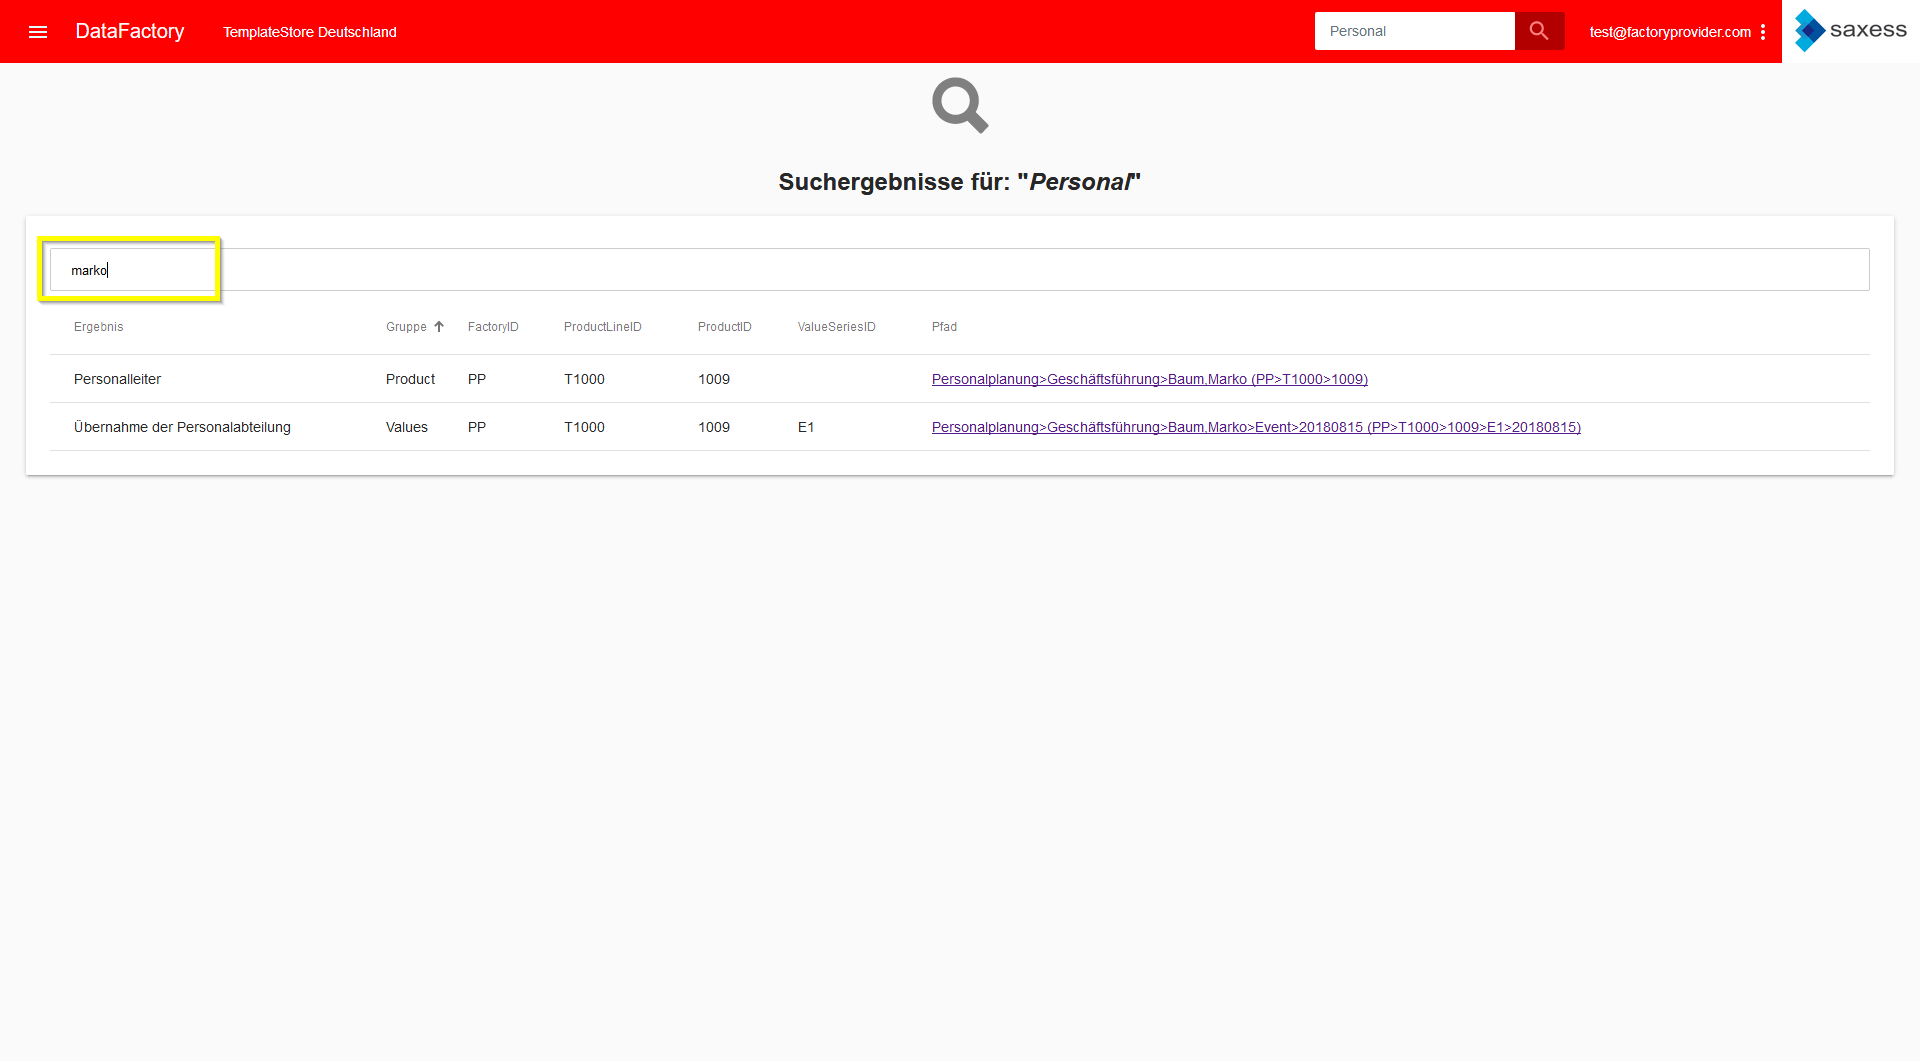 DataFactory TemplateStore Deutschland Personal test@factoryprovider.com saxess
Suchergebnisse für: "Personal"
marko
Ergebnis Gruppe FactoryID ProductLineID ProductID ValueSeriesID Pfad
Personalleiter Product PP T1000 1009 Personalplanung>Geschäftsführung>Baum,Marko (PP>T1000>1009)
Übernahme der Personalabteilung Values PP T1000 1009 E1 Personalplanung>Geschäftsführung>Baum,Marko>Event>20180815 (PP>T1000>1009>E1>20180815)